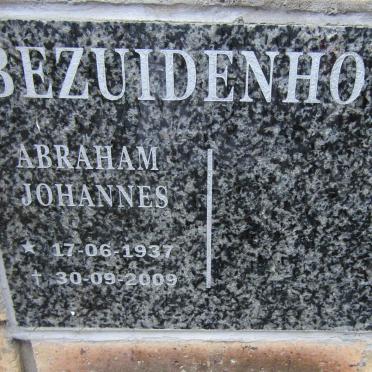 BEZUIDENHO
ABRAHAM
JOHANNES
★ 17-06-1937
† 30-09-2009